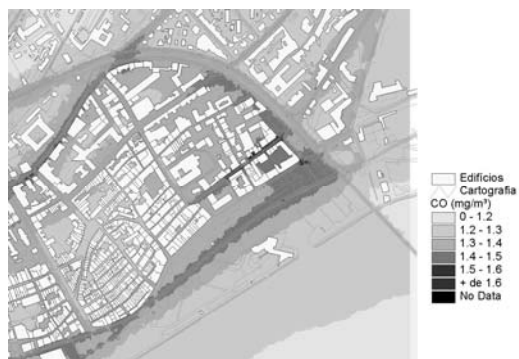 Edifícios
Cartografia
CO (mg/m³)
0 - 1.2
1.2 - 1.3
1.3 - 1.4
1.4 - 1.5
1.5 - 1.6
+ de 1.6
No Data